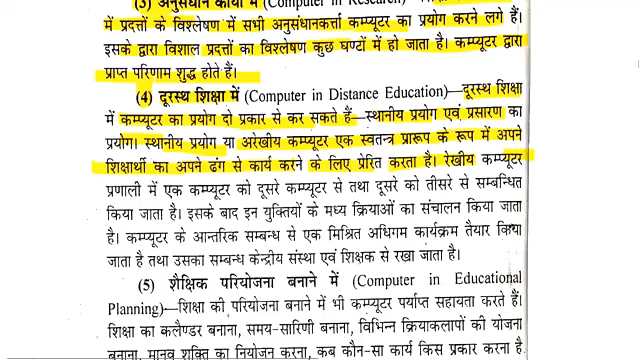 (3) अनुसंधान कार्यों में (Computer in Research)
में प्रदत्तों के विश्लेषण में सभी अनुसंधानकर्त्ता कम्प्यूटर का प्रयोग करने लगे हैं।
इसके द्वारा विशाल प्रदत्तों का विश्लेषण कुछ घण्टों में हो जाता है। कम्प्यूटर द्वारा
प्राप्त परिणाम शुद्ध होते हैं।
(4) दूरस्थ शिक्षा में (Computer in Distance Education)—दूरस्थ शिक्षा
में कम्प्यूटर का प्रयोग दो प्रकार से कर सकते हैं—स्थानीय प्रयोग एवं प्रसारण का
प्रयोग। स्थानीय प्रयोग या अरेखीय कम्प्यूटर एक स्वतन्त्र प्रारूप के रूप में अपने
शिक्षार्थी का अपने ढंग से कार्य करने के लिए प्रेरित करता है। रेखीय कम्प्यूटर
प्रणाली में एक कम्प्यूटर को दूसरे कम्प्यूटर से तथा दूसरे को तीसरे से सम्बन्धित
किया जाता है। इसके बाद इन युक्तियों के मध्य क्रियाओं का संचालन किया जाता
है। कम्प्यूटर के आन्तरिक सम्बन्ध से एक मिश्रित अधिगम कार्यक्रम तैयार किया
जाता है तथा उसका सम्बन्ध केन्द्रीय संस्था एवं शिक्षक से रखा जाता है।
(5) शैक्षिक परियोजना बनाने में (Computer in Educational
Planning)—शिक्षा की परियोजना बनाने में भी कम्प्यूटर पर्याप्त सहायता करते हैं।
शिक्षा का कलैण्डर बनाना, समय-सारिणी बनाना, विभिन्न क्रियाकलापों की योजना
बनाना, मानव शक्ति का नियोजन करना, कब कौन-सा कार्य किस प्रकार करना है